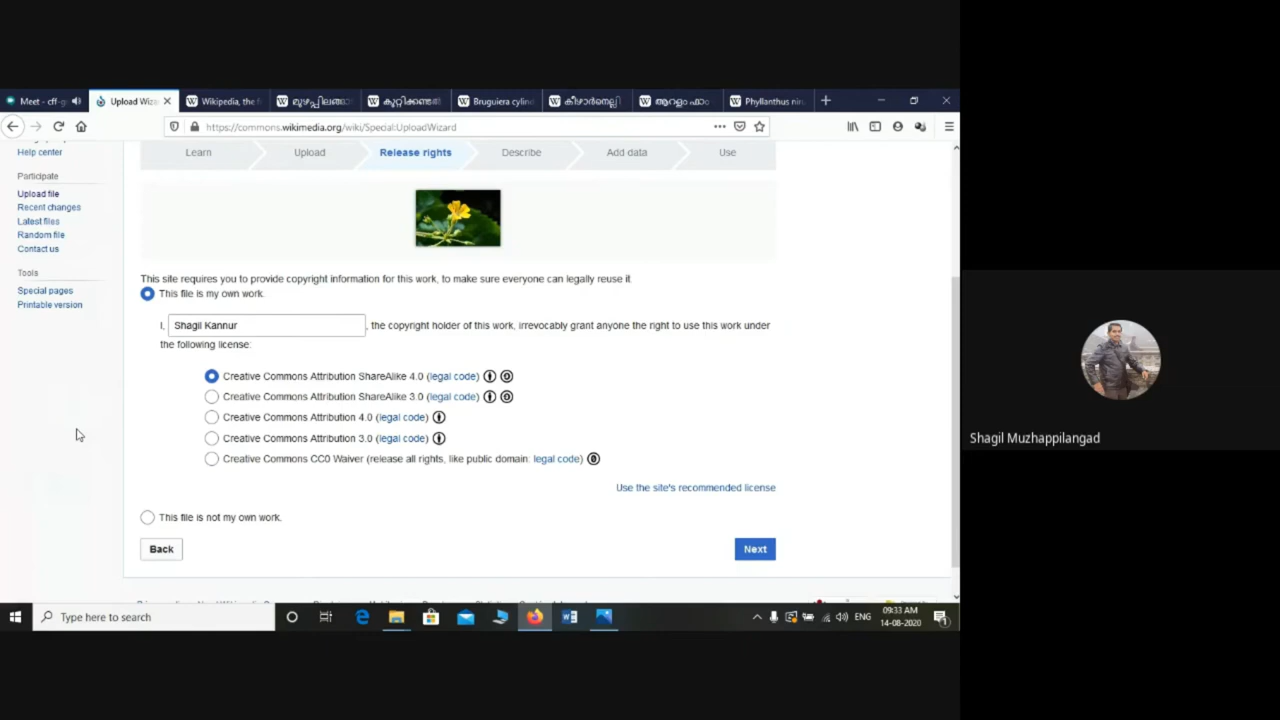 Meet - cff-g
Upload Wiza
Wikipedia, the f
മുഴപ്പിലങ്ങാ
കുറ്റിക്കണ്ടൽ
Bruguiera cylind
കീഴാർനെല്ലി
ആറളം ഫാം
Phyllanthus niru
https://commons.wikimedia.org/wiki/Special:UploadWizard
Help center
Participate
Upload file
Recent changes
Latest files
Random file
Contact us
Tools
Special pages
Printable version
Learn
Upload
Release rights
Describe
Add data
Use
This site requires you to provide copyright information for this work, to make sure everyone can legally reuse it.
This file is my own work.
I, Shagil Kannur , the copyright holder of this work, irrevocably grant anyone the right to use this work under
the following license:
Creative Commons Attribution ShareAlike 4.0 (legal code)
Creative Commons Attribution ShareAlike 3.0 (legal code)
Creative Commons Attribution 4.0 (legal code)
Creative Commons Attribution 3.0 (legal code)
Creative Commons CC0 Waiver (release all rights, like public domain: legal code)
Use the site's recommended license
This file is not my own work.
Back
Next
Type here to search
ENG
09:33 AM
14-08-2020
Shagil Muzhappilangad